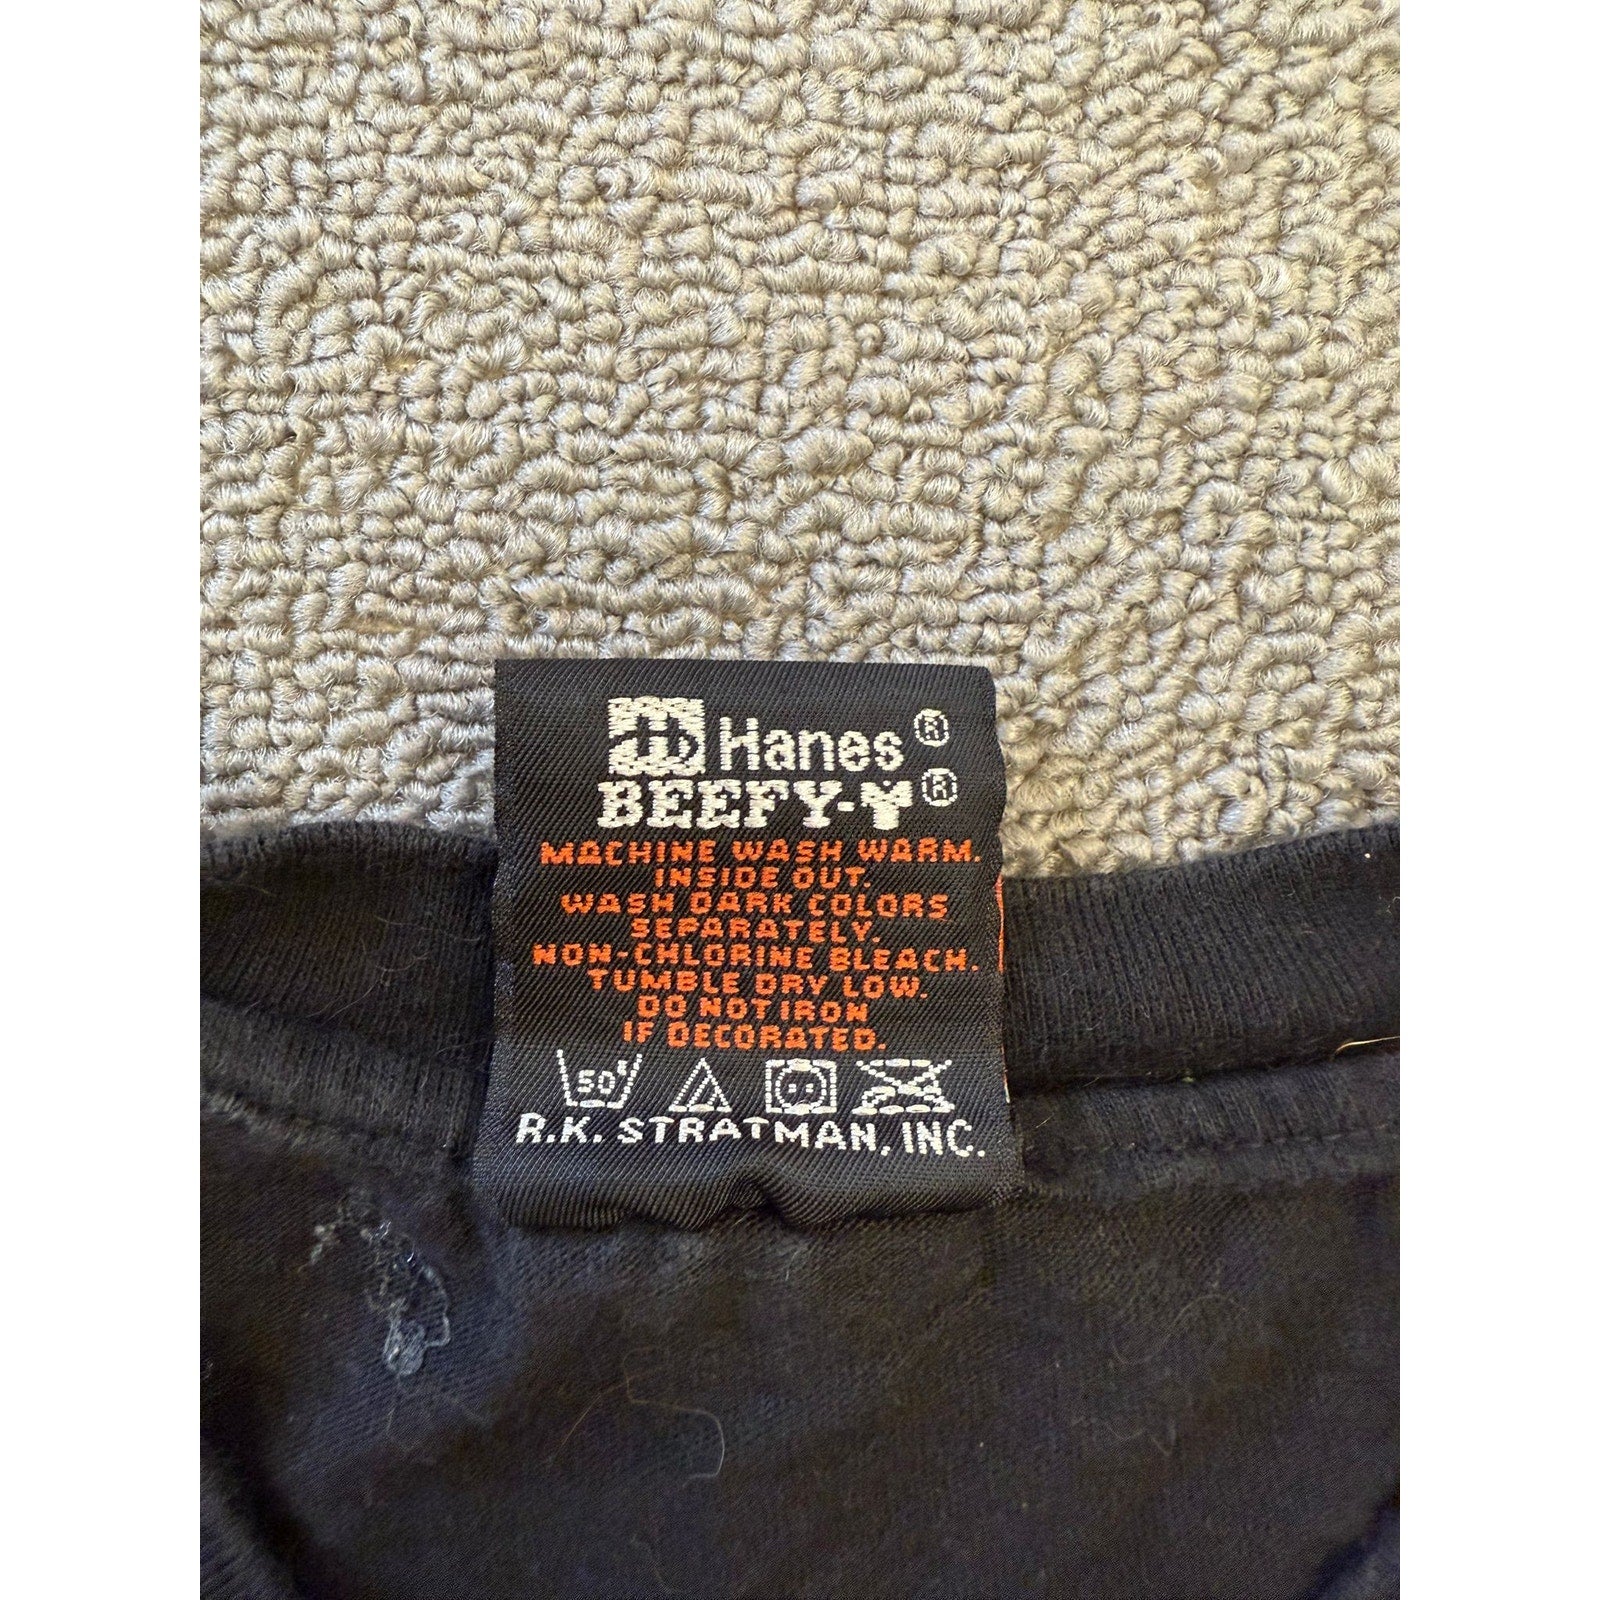 Hanes®
BEEFY-T®
MACHINE WASH WARM.
INSIDE OUT.
WASH DARK COLORS
SEPARATELY.
NON-CHLORINE BLEACH.
TUMBLE DRY LOW.
DO NOT IRON
IF DECORATED.
50°
R.K. STRATMAN, INC.